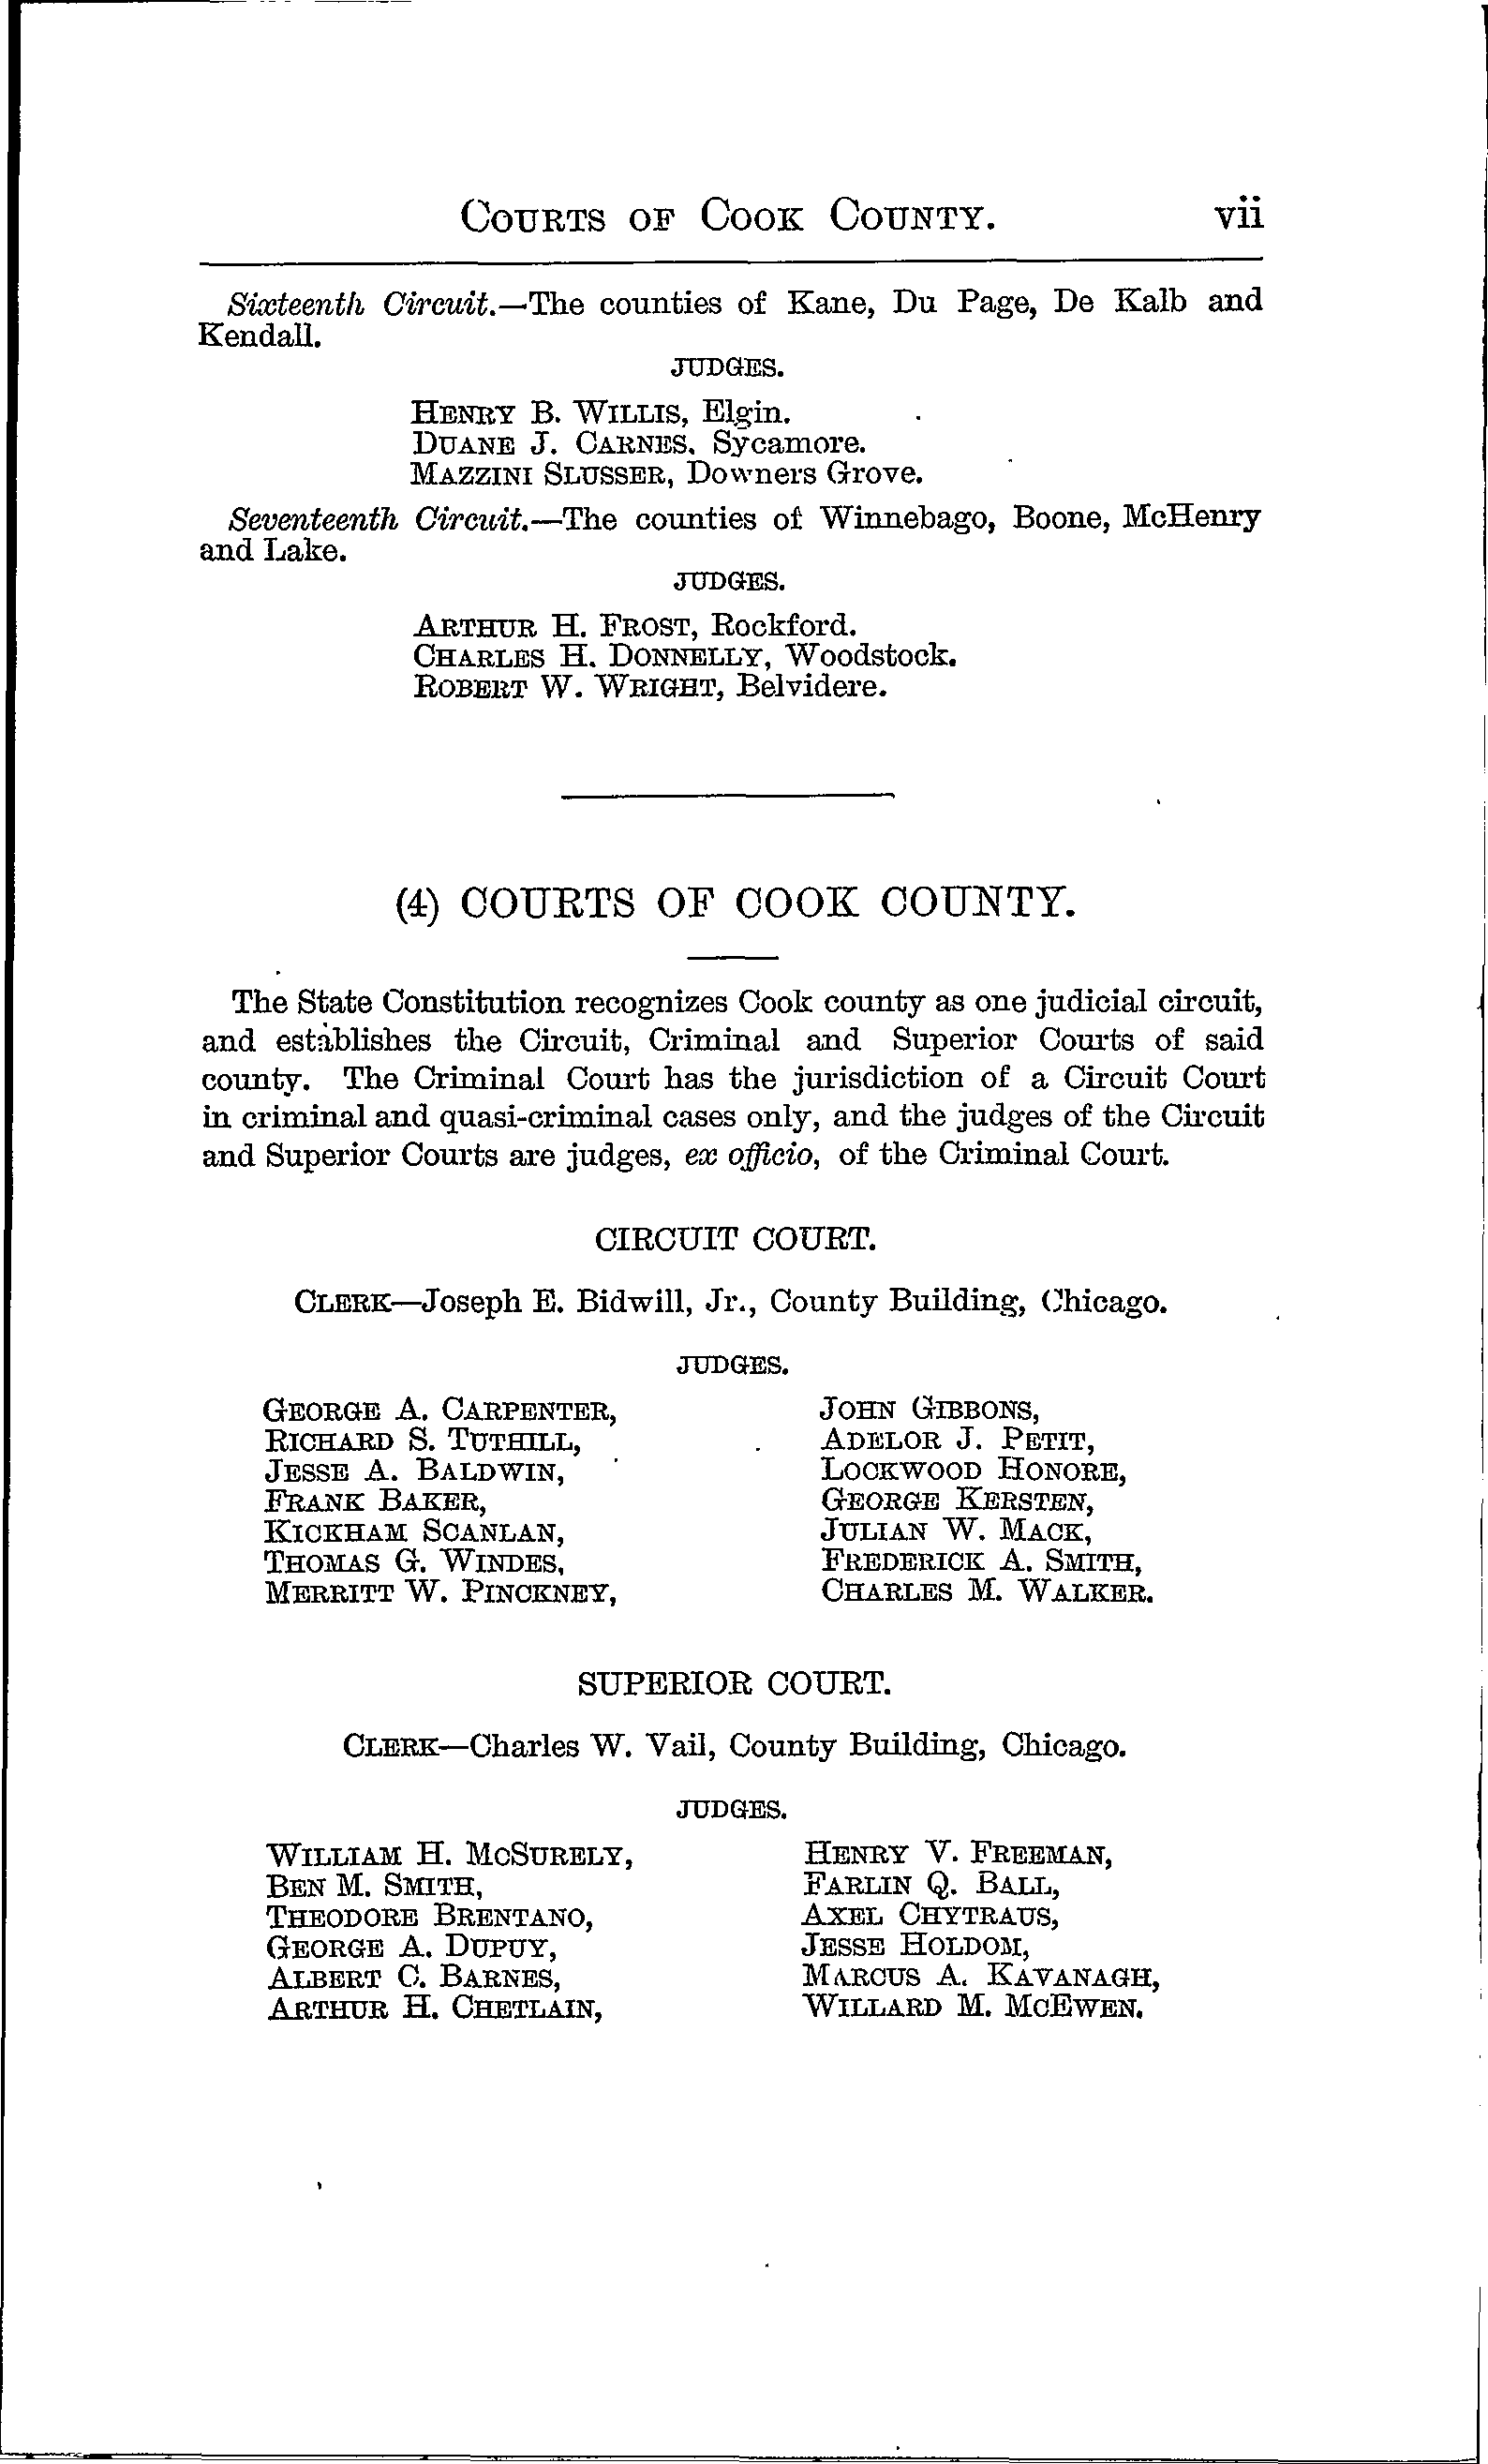 COURTS OF COOK COUNTY. vii
Sixteenth Circuit.—The counties of Kane, Du Page, De Kalb and
Kendall.
JUDGES.
HENRY B. WILLIS, Elgin.
DUANE J. CARNES. Sycamore.
MAZZINI SLUSSER, Downers Grove.
Seventeenth Circuit.—The counties of Winnebago, Boone, McHenry
and Lake.
JUDGES.
ARTHUR H. FROST, Rockford.
CHARLES H. DONNELLY, Woodstock.
ROBERT W. WRIGHT, Belvidere.
(4) COURTS OF COOK COUNTY.
The State Constitution recognizes Cook county as one judicial circuit,
and establishes the Circuit, Criminal and Superior Courts of said
county. The Criminal Court has the jurisdiction of a Circuit Court
in criminal and quasi-criminal cases only, and the judges of the Circuit
and Superior Courts are judges, ex officio, of the Criminal Court.
CIRCUIT COURT.
CLERK—Joseph E. Bidwill, Jr., County Building, Chicago.
JUDGES.
GEORGE A. CARPENTER,
RICHARD S. TUTHILL,
JESSE A. BALDWIN,
FRANK BAKER,
KICKHAM SCANLAN,
THOMAS G. WINDES,
MERRITT W. PINCKNEY,
JOHN GIBBONS,
ADELOR J. PETIT,
LOCKWOOD HONORE,
GEORGE KERSTEN,
JULIAN W. MACK,
FREDERICK A. SMITH,
CHARLES M. WALKER.
SUPERIOR COURT.
CLERK—Charles W. Vail, County Building, Chicago.
JUDGES.
WILLIAM H. MCSURELY,
BEN M. SMITH,
THEODORE BRENTANO,
GEORGE A. DUPUY,
ALBERT C. BARNES,
ARTHUR H. CHETLAIN,
HENRY V. FREEMAN,
FARLIN Q. BALL,
AXEL CHYTRAUS,
JESSE HOLDOM,
MARCUS A. KAVANAGH,
WILLARD M. MCEWEN.